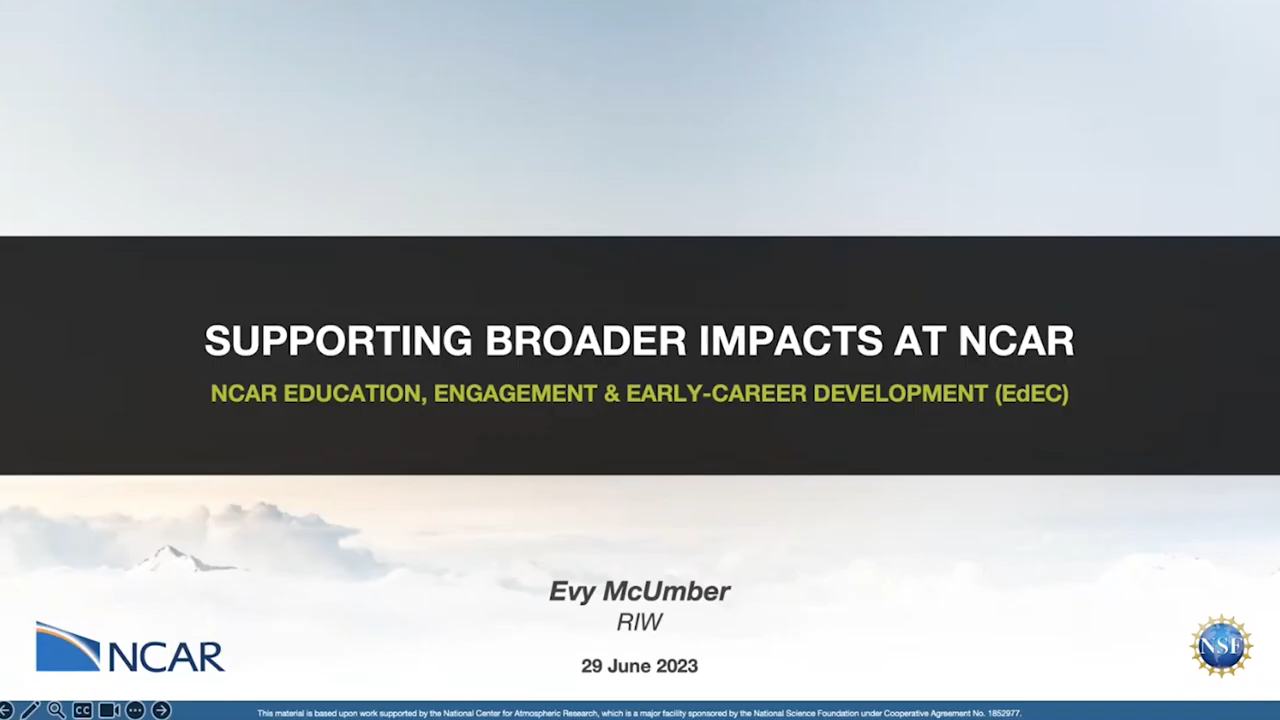 SUPPORTING BROADER IMPACTS AT NCAR
NCAR EDUCATION, ENGAGEMENT & EARLY-CAREER DEVELOPMENT (EdEC)
Evy McUmber
RIW
29 June 2023
NCAR
NSF
CC
This material is based upon work supported by the National Center for Atmospheric Research, which is a major facility sponsored by the National Science Foundation under Cooperative Agreement No. 1852977.